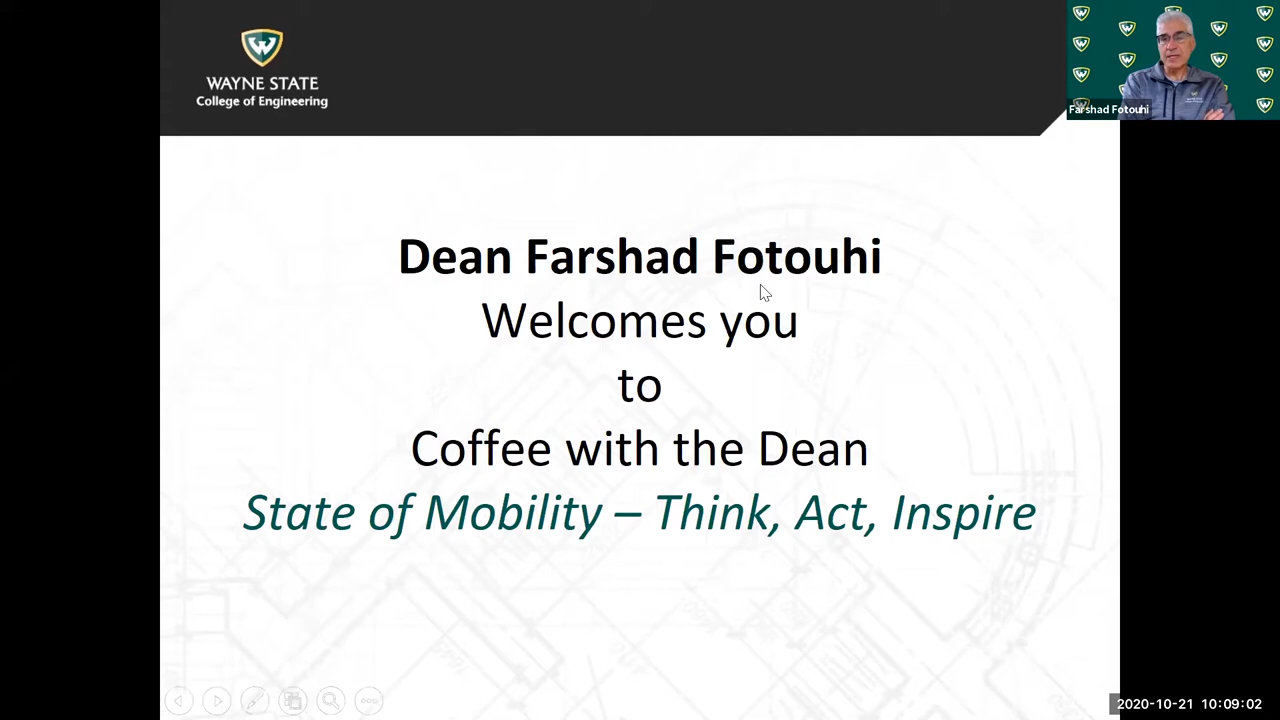 WAYNE STATE
College of Engineering
Farshad Fotouhi
Dean Farshad Fotouhi
Welcomes you
to
Coffee with the Dean
State of Mobility – Think, Act, Inspire
2020-10-21 10:09:02